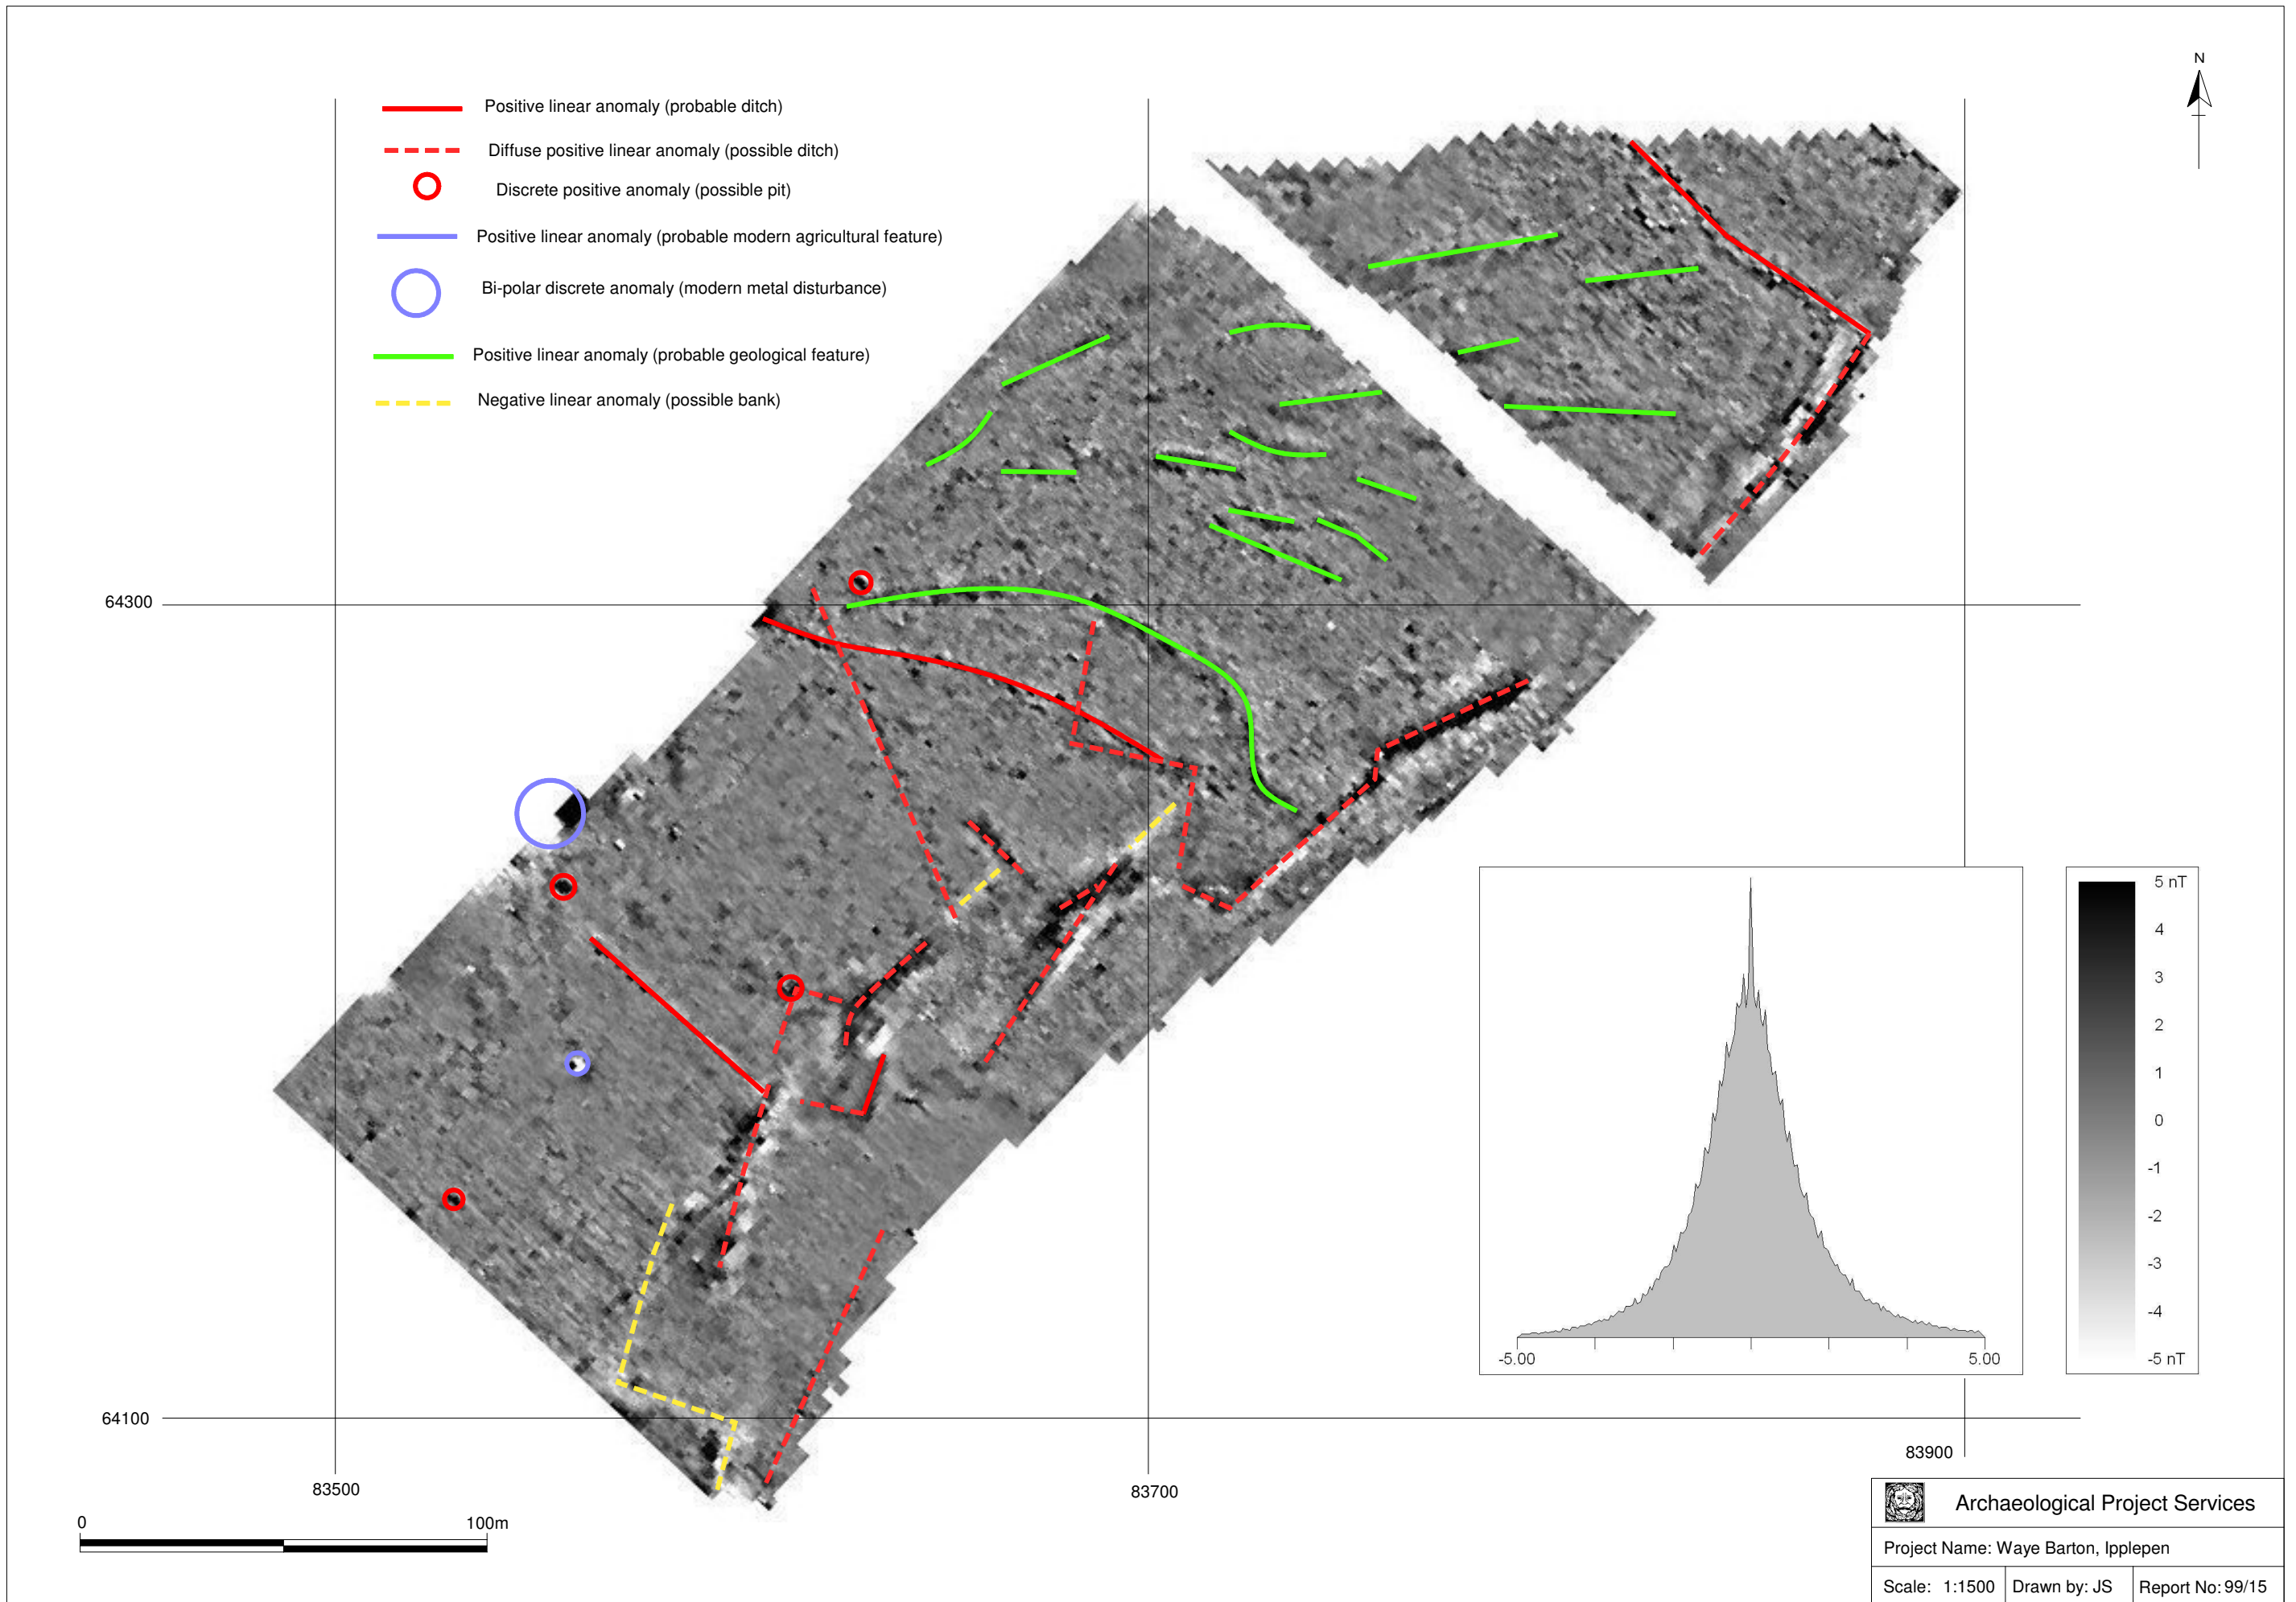 N
Positive linear anomaly (probable ditch)
Diffuse positive linear anomaly (possible ditch)
Discrete positive anomaly (possible pit)
Positive linear anomaly (probable modern agricultural feature)
Bi-polar discrete anomaly (modern metal disturbance)
Positive linear anomaly (probable geological feature)
Negative linear anomaly (possible bank)
64300
64100
83500
83700
83900
0 100m
-5.00 5.00
5 nT
4
3
2
1
0
-1
-2
-3
-4
-5 nT
Archaeological Project Services
Project Name: Waye Barton, Ipplepen
Scale: 1:1500 Drawn by: JS Report No: 99/15